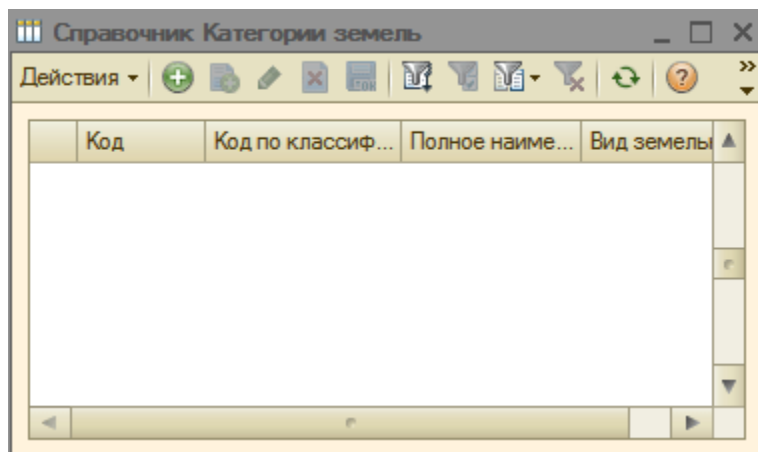 Справочник Категории земель
Действия
Код Код по классиф... Полное наиме... Вид земелы